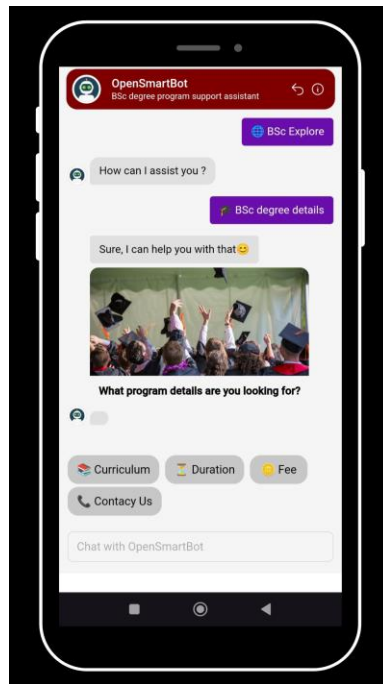 OpenSmartBot
BSc degree program support assistant
BSc Explore
How can I assist you ?
BSc degree details
Sure, I can help you with that😊
What program details are you looking for?
Curriculum
Duration
Fee
Contacy Us
Chat with OpenSmartBot